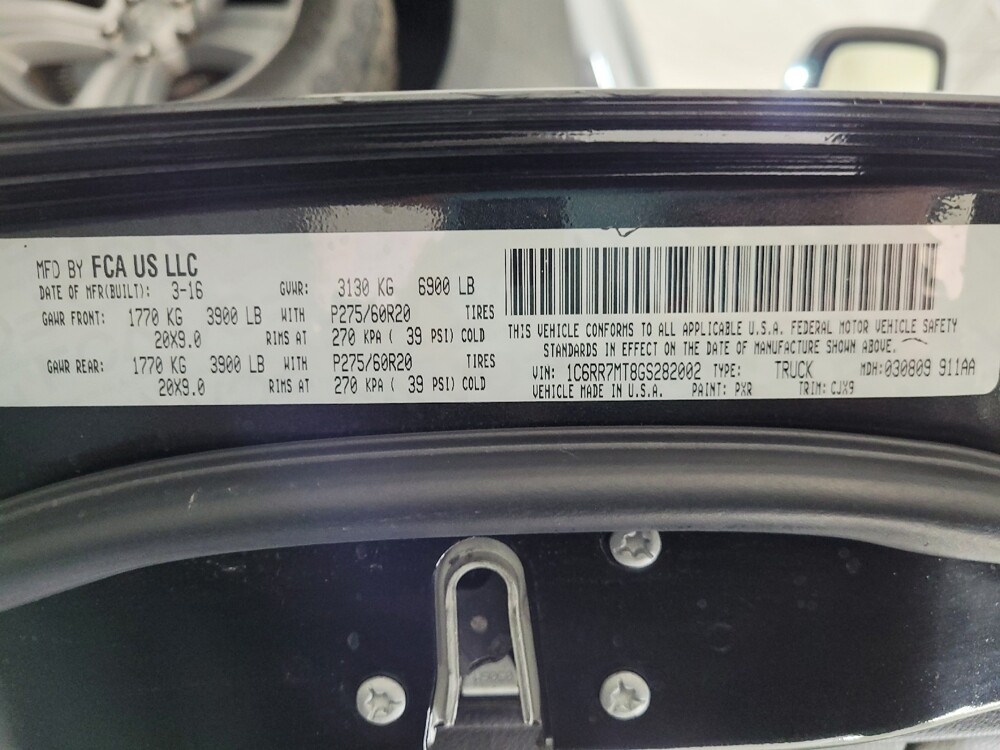 MFD BY FCA US LLC
DATE OF MFR(BUILT): 3-16 GVWR: 3130 KG 6900 LB
GAWR FRONT: 1770 KG 3900 LB WITH P275/60R20 TIRES
20X9.0 RIMS AT 270 KPA ( 39 PSI) COLD
GAWR REAR: 1770 KG 3900 LB WITH P275/60R20 TIRES
20X9.0 RIMS AT 270 KPA ( 39 PSI) COLD
THIS VEHICLE CONFORMS TO ALL APPLICABLE U.S.A. FEDERAL MOTOR VEHICLE SAFETY
STANDARDS IN EFFECT ON THE DATE OF MANUFACTURE SHOWN ABOVE.
VIN: 1C6RR7MT8GS282002 TYPE: TRUCK MDH:030809 911AA
VEHICLE MADE IN U.S.A. PAINT: PXR TRIM: CJX9